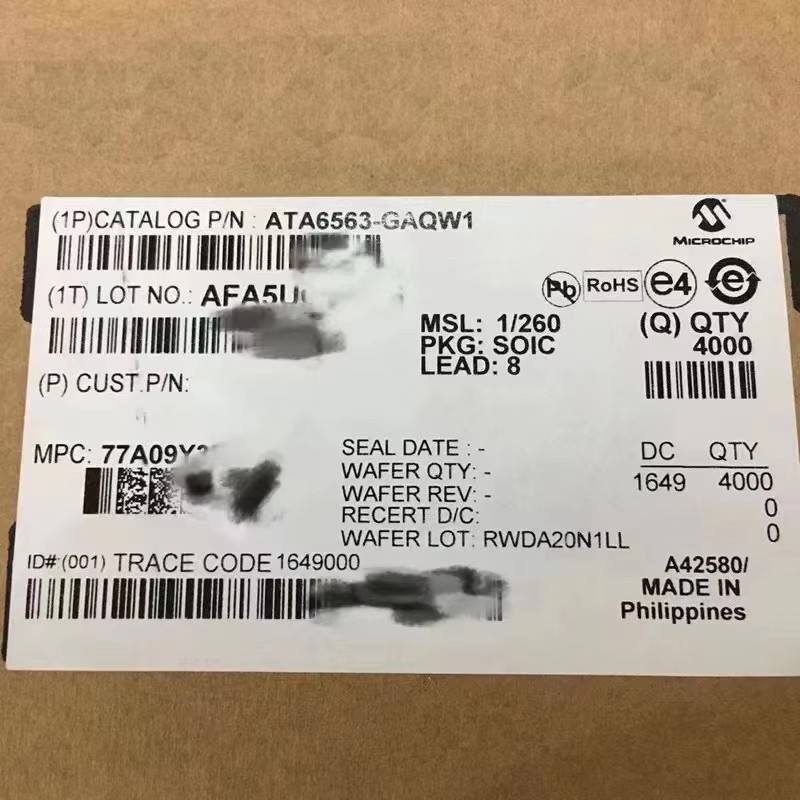 (1P)CATALOG P/N : ATA6563-GAQW1
MICROCHIP
(1T) LOT NO.:
Pb RoHS e4 e
MSL: 1/260
PKG: SOIC
LEAD: 8
(Q) QTY
4000
(P) CUST.P/N:
MPC:
SEAL DATE : -
WAFER QTY: -
WAFER REV: -
RECERT D/C:
WAFER LOT: RWDA20N1LL
DC QTY
1649 4000
0
0
ID#:(001) TRACE CODE 1649000
A42580/
MADE IN
Philippines